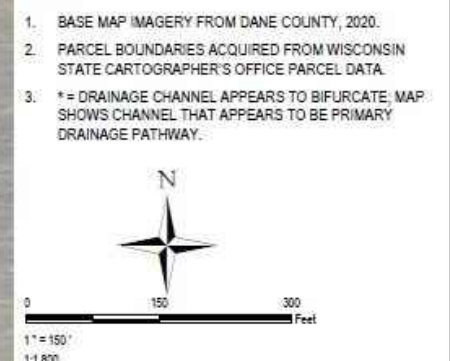 1. BASE MAP IMAGERY FROM DANE COUNTY, 2020.
2. PARCEL BOUNDARIES ACQUIRED FROM WISCONSIN
STATE CARTOGRAPHER'S OFFICE PARCEL DATA.
3. * = DRAINAGE CHANNEL APPEARS TO BIFURCATE; MAP
SHOWS CHANNEL THAT APPEARS TO BE PRIMARY
DRAINAGE PATHWAY.
N
0 150 300
Feet
1" = 150'
1:1,800